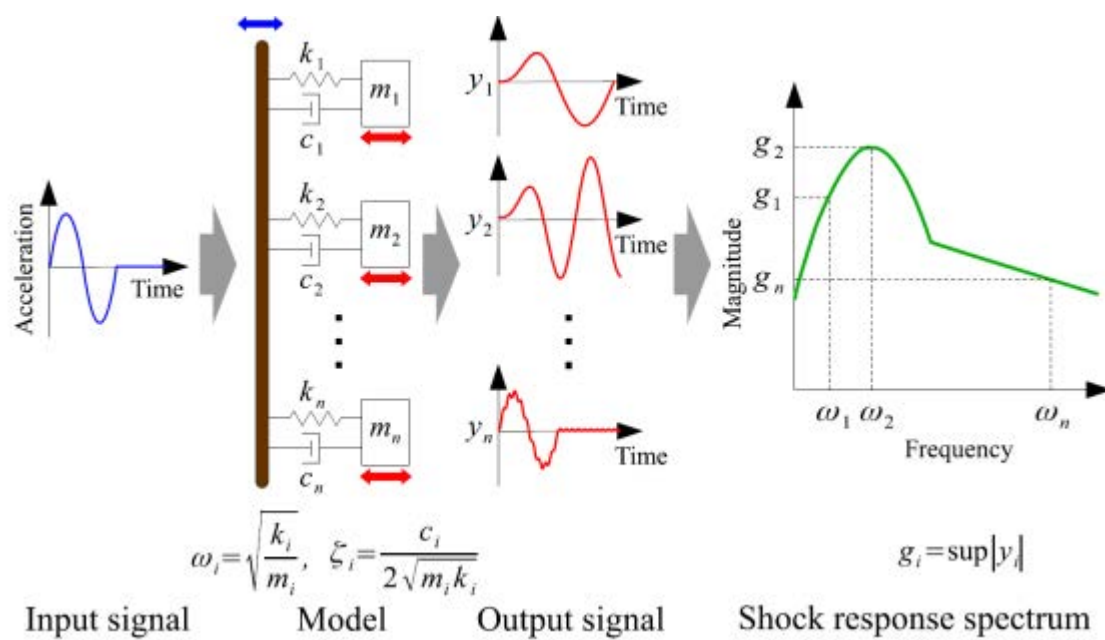 Acceleration
Time
k₁
c₁
m₁
k₂
c₂
m₂
kₙ
cₙ
mₙ
ωᵢ=√(kᵢ/mᵢ), ζᵢ=cᵢ/(2√(mᵢkᵢ))
y₁
Time
y₂
Time
yₙ
Time
Magnitude
g₂
g₁
gₙ
ω₁ ω₂ ωₙ
Frequency
gᵢ=sup|yᵢ|
Input signal Model Output signal Shock response spectrum